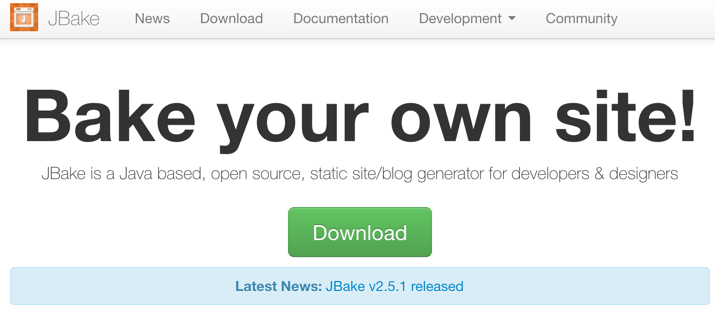 JBake News Download Documentation Development Community
Bake your own site!
JBake is a Java based, open source, static site/blog generator for developers & designers
Download
Latest News: JBake v2.5.1 released